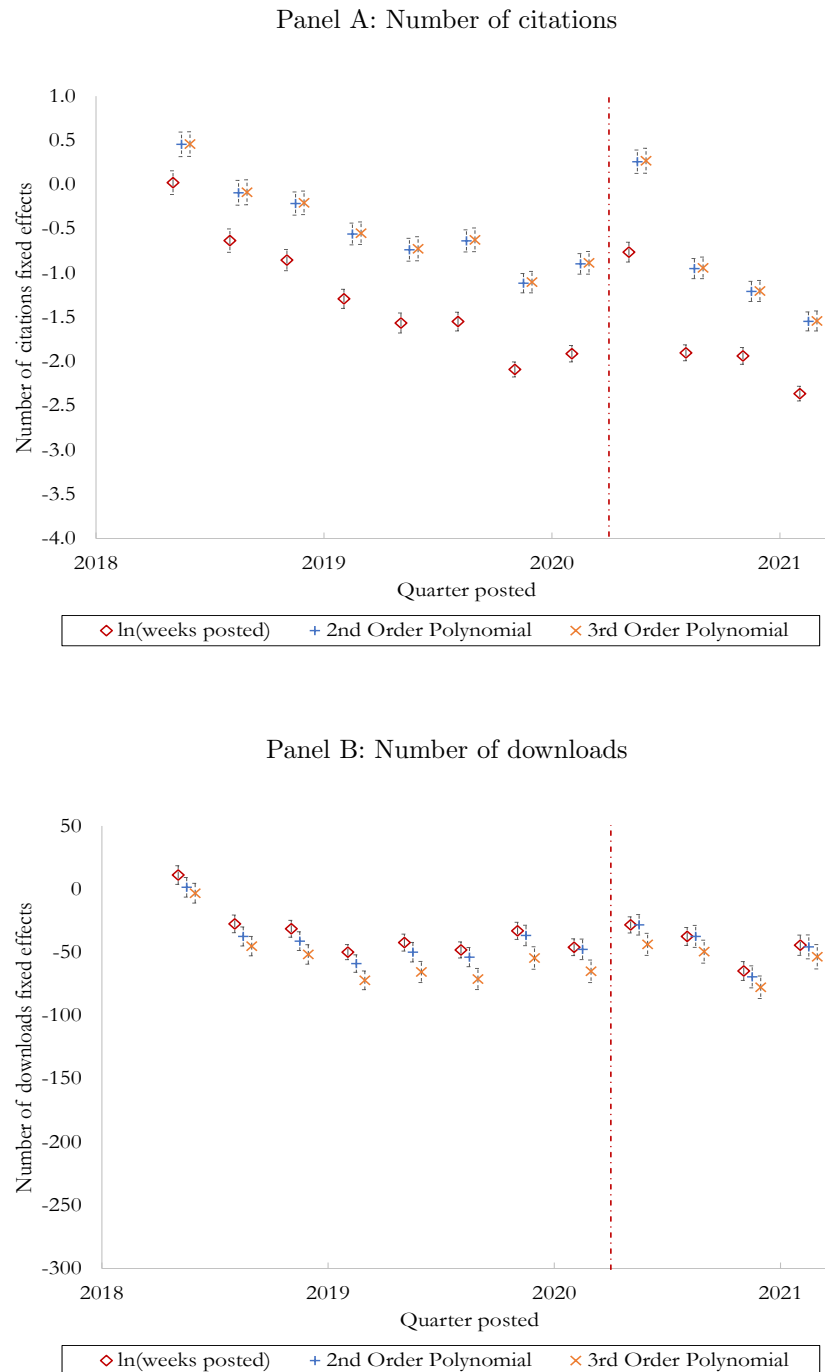 Panel A: Number of citations
Number of citations fixed effects
1.0
0.5
0.0
-0.5
-1.0
-1.5
-2.0
-2.5
-3.0
-3.5
-4.0
2018 2019 2020 2021
Quarter posted
ln(weeks posted) 2nd Order Polynomial 3rd Order Polynomial
Panel B: Number of downloads
Number of downloads fixed effects
50
0
-50
-100
-150
-200
-250
-300
2018 2019 2020 2021
Quarter posted
ln(weeks posted) 2nd Order Polynomial 3rd Order Polynomial